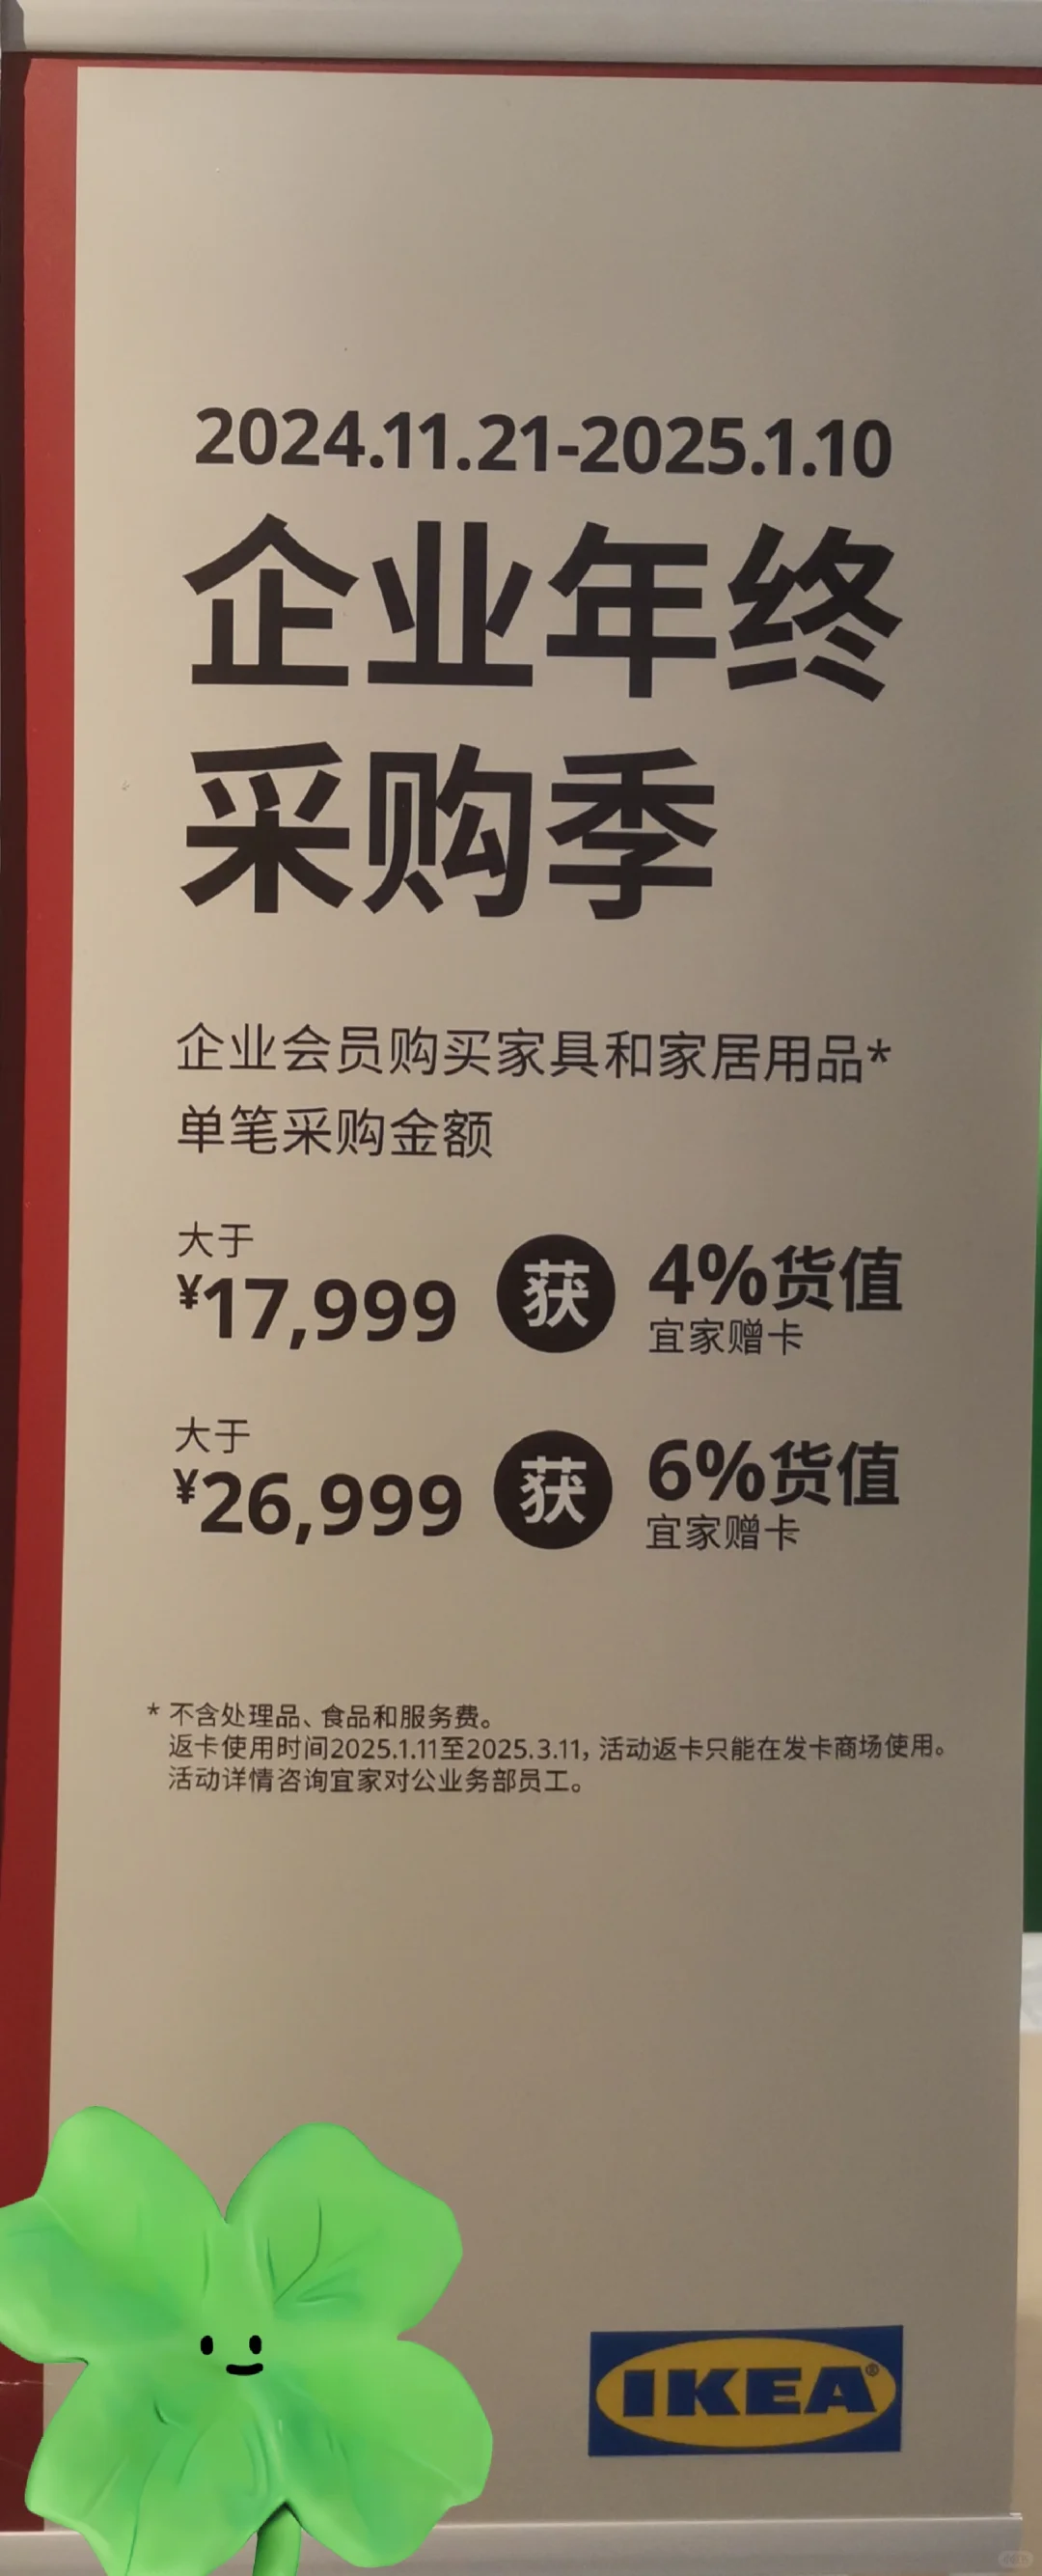 2024.11.21-2025.1.10
企业年终
采购季
企业会员购买家具和家居用品*
单笔采购金额
大于
¥17,999 获 4%货值
宜家赠卡
大于
¥26,999 获 6%货值
宜家赠卡
* 不含处理品、食品和服务费。
返卡使用时间2025.1.11至2025.3.11, 活动返卡只能在发卡商场使用。
活动详情咨询宜家对公业务部员工。
IKEA®